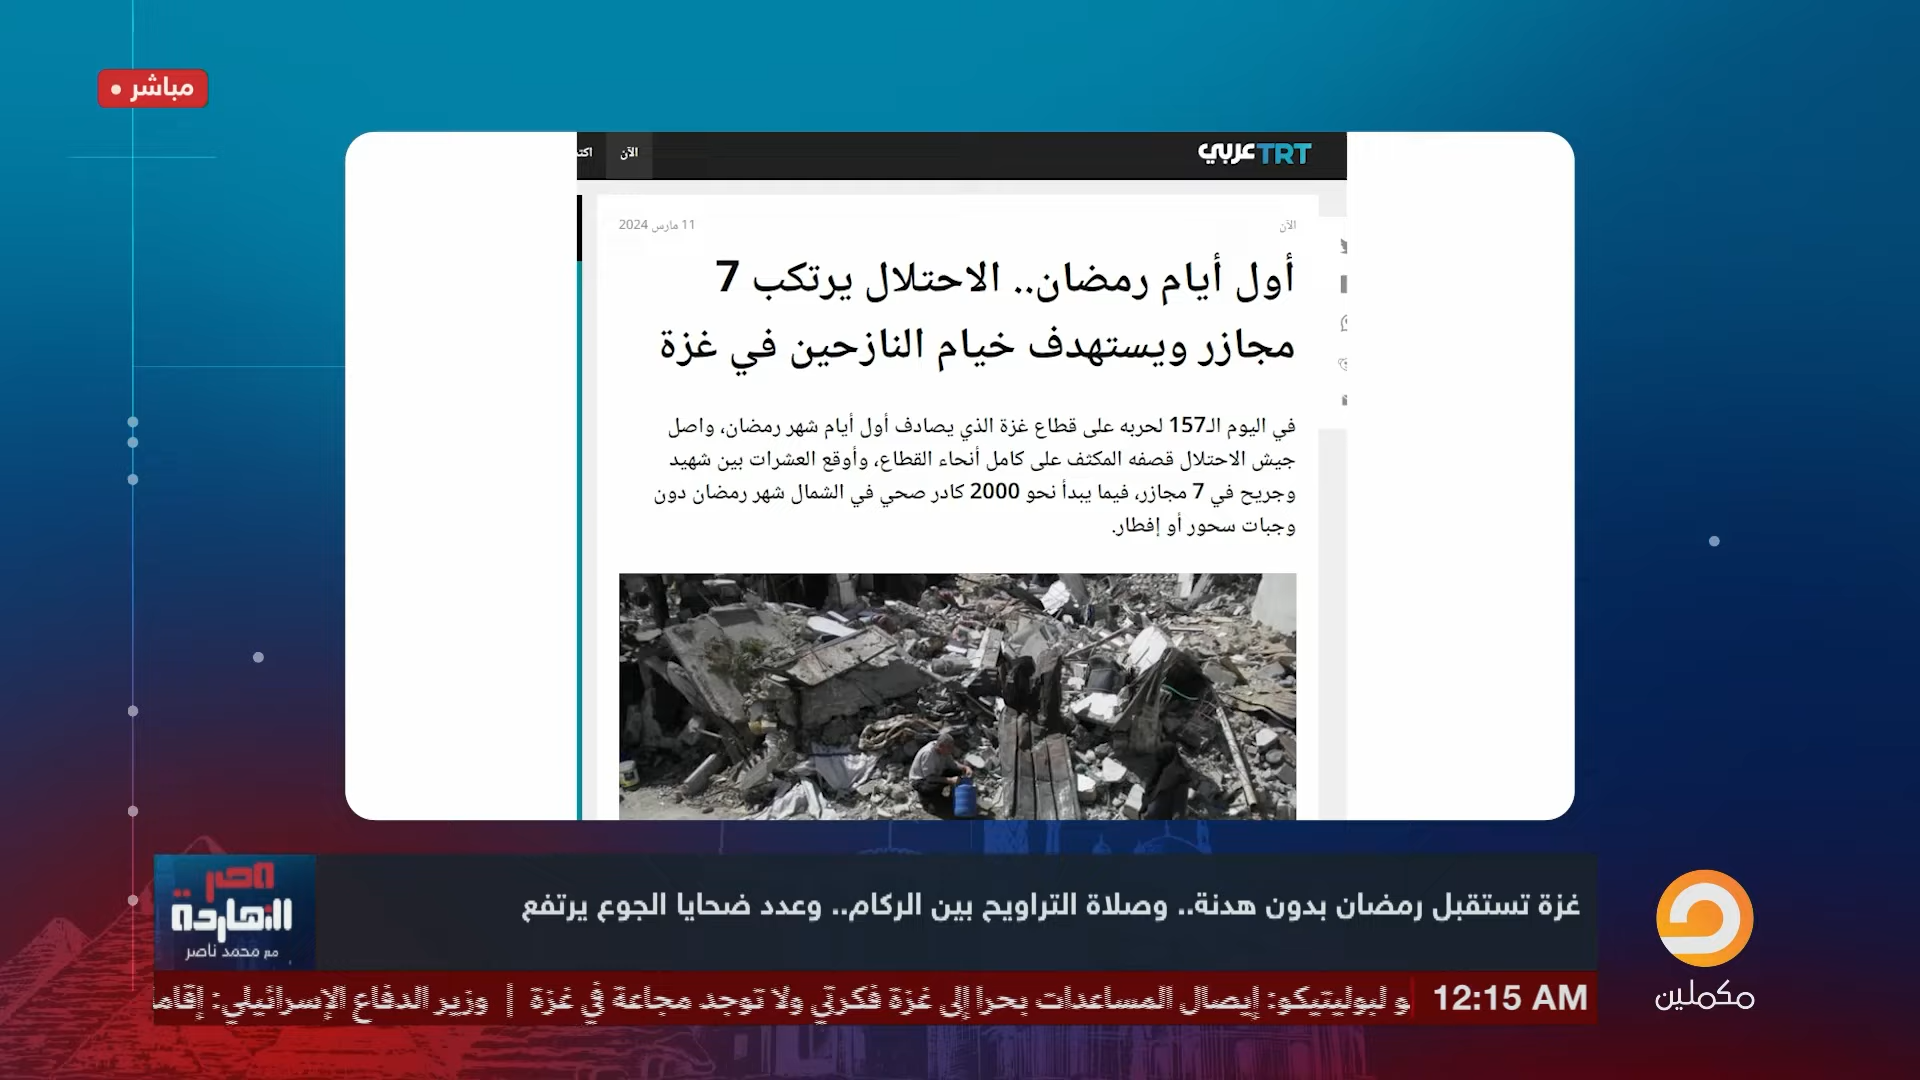 مباشر
الآن
TRT عربي
11 مارس 2024
الآن
أول أيام رمضان.. الاحتلال يرتكب 7
مجازر ويستهدف خيام النازحين في غزة
في اليوم الـ157 لحربه على قطاع غزة الذي يصادف أول أيام شهر رمضان، واصل
جيش الاحتلال قصفه المكثف على كامل أنحاء القطاع، وأوقع العشرات بين شهيد
وجريح في 7 مجازر، فيما يبدأ نحو 2000 كادر صحي في الشمال شهر رمضان دون
وجبات سحور أو إفطار.
غزة تستقبل رمضان بدون هدنة.. وصلاة التراويح بين الركام.. وعدد ضحايا الجوع يرتفع
مصر
النهاردة
مع محمد ناصر
12:15 AM
و لبوليتيكو: إيصال المساعدات بحرا إلى غزة فكرتي ولا توجد مجاعة في غزة | وزير الدفاع الإسرائيلي:
مكملين